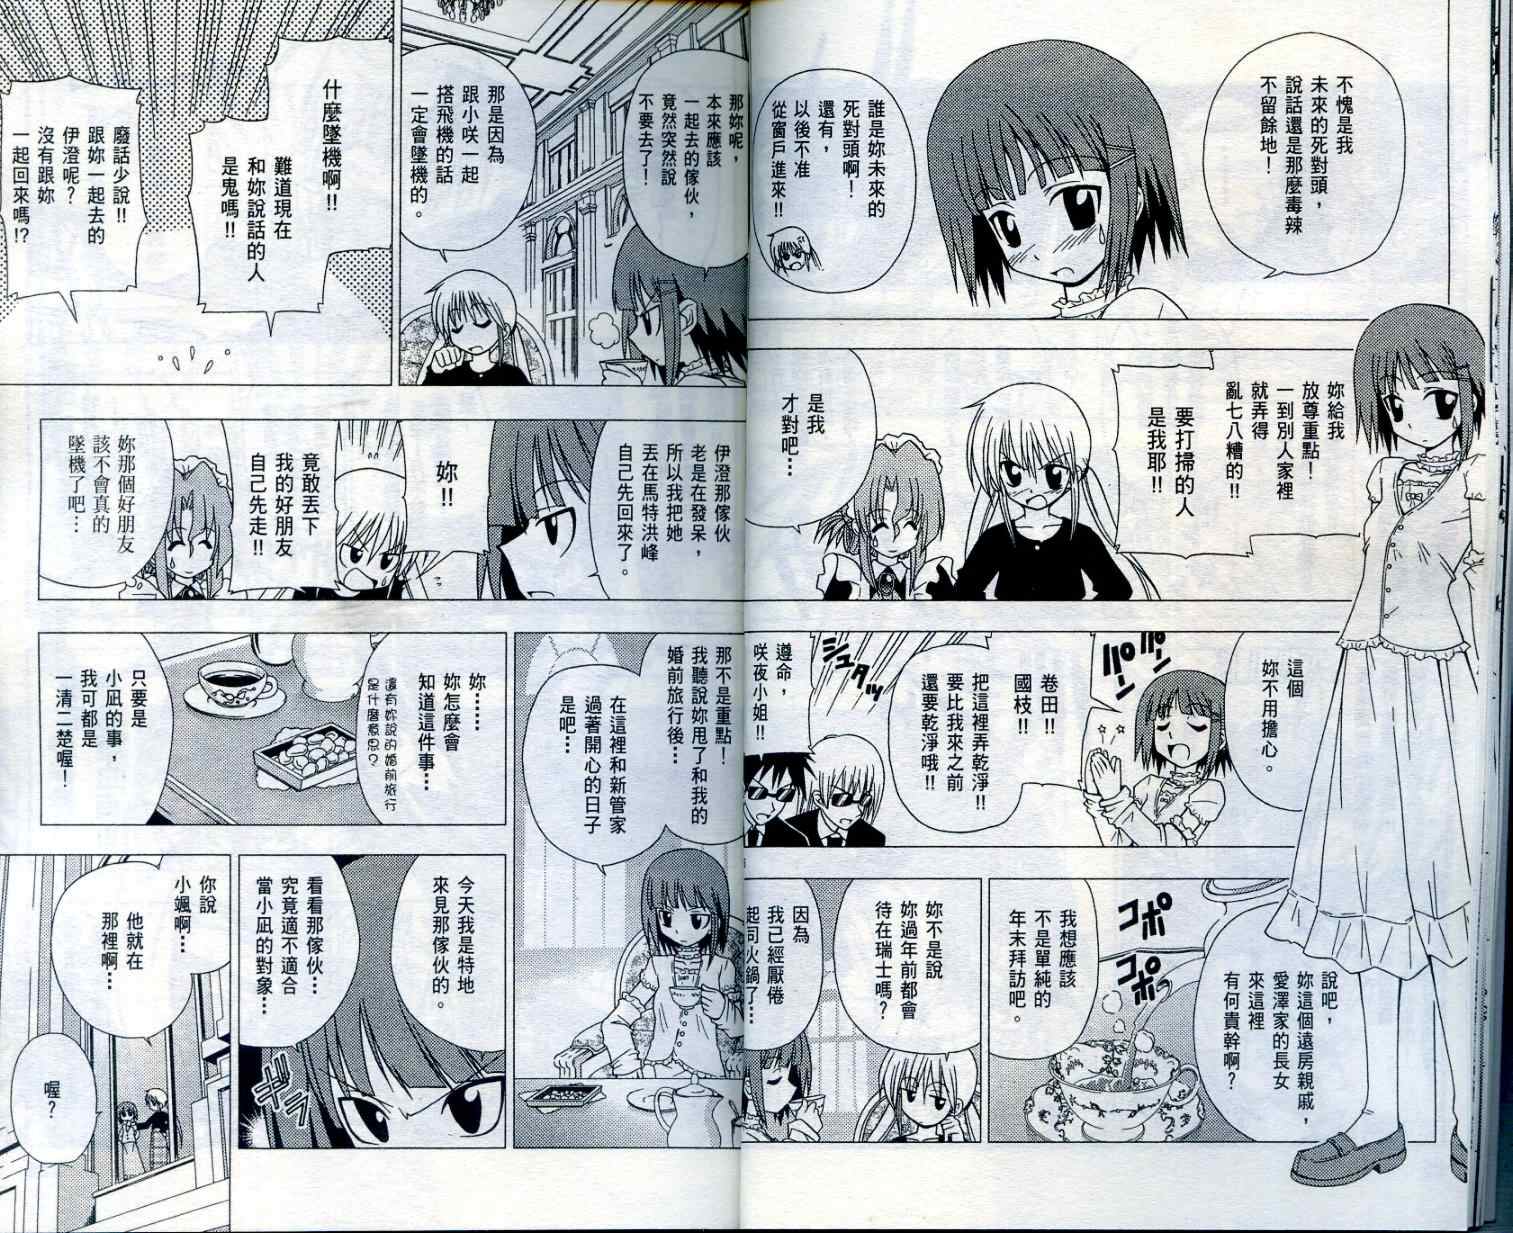 不愧是我
未來的死對頭，
說話還是那麼毒辣
不留餘地！
誰是妳未來的
死對頭啊！
還有，
以後不准
從窗戶進來!!
妳給我
放尊重點！
一到別人家裡
就弄得
亂七八糟的!!
要打掃的人
是我耶!!
是我
才對吧…
這個
妳不用擔心。
パン
パン
卷田!!
國枝!!
把這裡弄乾淨!!
要比我來之前
還要乾淨哦!!
シュタッ
遵命，
咲夜小姐!!
說吧，
妳這個遠房親戚，
愛澤家的長女
來這裡
有何貴幹啊？
コポ
コポ
我想應該
不是單純的
年末拜訪吧。
妳不是說
妳過年前都會
待在瑞士嗎？
因為
我已經厭倦
起司火鍋了…
那妳呢，
本來應該
一起去的傢伙，
竟然突然說
不要去了！
那是因為
跟小咲一起
搭飛機的話
一定會墜機的。
什麼墜機啊!!
難道現在
和妳說話的人
是鬼嗎!!
廢話少說!!
跟妳一起去的
伊澄呢？
沒有跟妳
一起回來嗎!?
伊澄那傢伙
老是在發呆，
所以我把她
丟在馬特洪峰
自己先回來了。
妳!!
竟敢丟下
我的好朋友
自己先走!!
妳那個好朋友
該不會真的
墜機了吧…
那不是重點！
我聽說妳甩了和我的
婚前旅行後…
在這裡和新管家
過著開心的日子
是吧…
妳……
妳怎麼會
知道這件事…
還有妳說的婚前旅行
是什麼意思？
只要是
小凪的事，
我可都是
一清二楚喔！
今天我是特地
來見那傢伙的。
看看那傢伙…
究竟適不適合
當小凪的對象…
ギラ
你說
小颯啊…
他就在
那裡啊…
喔？